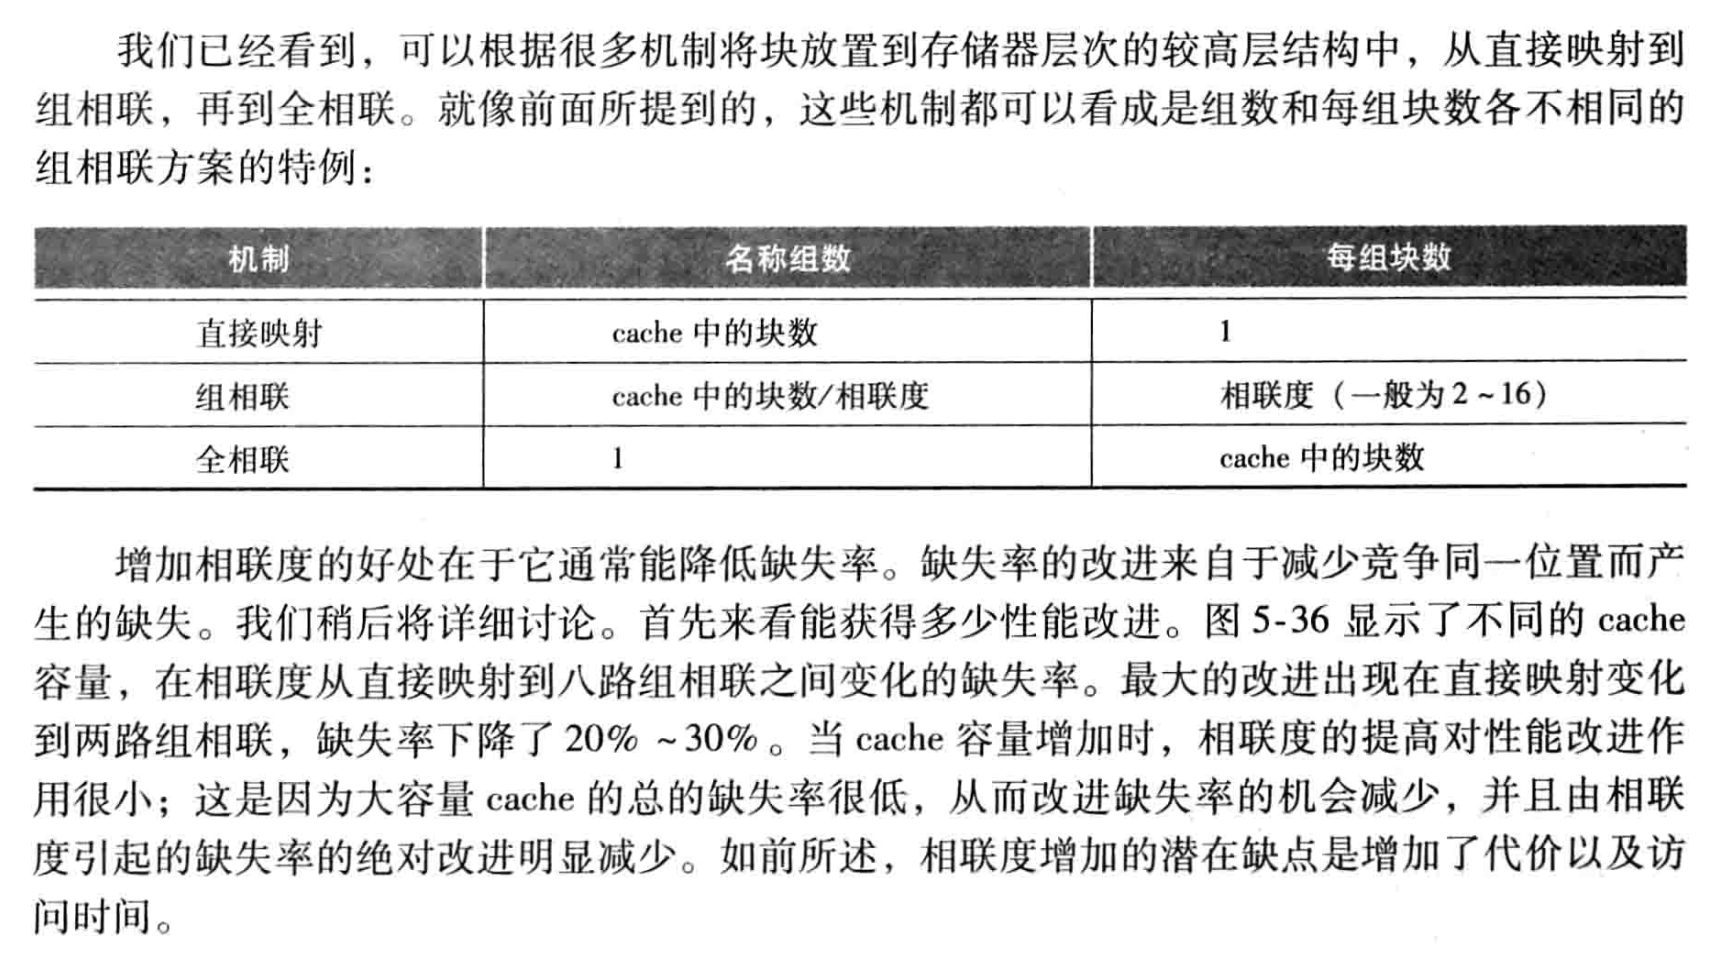 我们已经看到，可以根据很多机制将块放置到存储器层次的较高层结构中，从直接映射到
组相联，再到全相联。就像前面所提到的，这些机制都可以看成是组数和每组块数各不相同的
组相联方案的特例：
机制 名称组数 每组块数
直接映射 cache 中的块数 1
组相联 cache 中的块数/相联度 相联度（一般为 2 ~ 16）
全相联 1 cache 中的块数
增加相联度的好处在于它通常能降低缺失率。缺失率的改进来自于减少竞争同一位置而产
生的缺失。我们稍后将详细讨论。首先来看能获得多少性能改进。图 5-36 显示了不同的 cache
容量，在相联度从直接映射到八路组相联之间变化的缺失率。最大的改进出现在直接映射变化
到两路组相联，缺失率下降了 20% ~ 30%。当 cache 容量增加时，相联度的提高对性能改进作
用很小；这是因为大容量 cache 的总的缺失率很低，从而改进缺失率的机会减少，并且由相联
度引起的缺失率的绝对改进明显减少。如前所述，相联度增加的潜在缺点是增加了代价以及访
问时间。